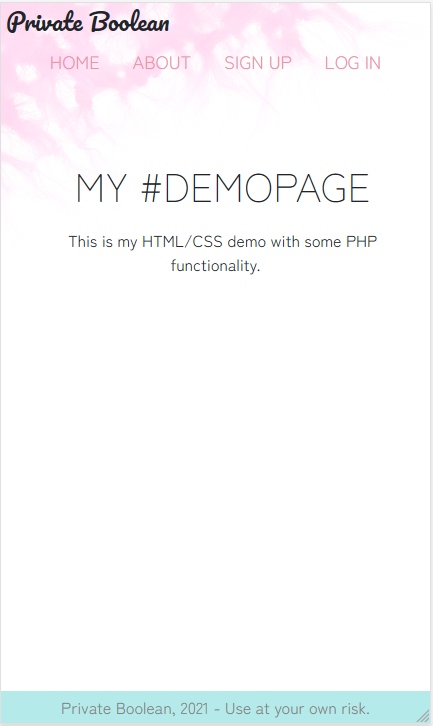 Private Boolean
HOME ABOUT SIGN UP LOG IN
MY #DEMOPAGE
This is my HTML/CSS demo with some PHP
functionality.
Private Boolean, 2021 - Use at your own risk.